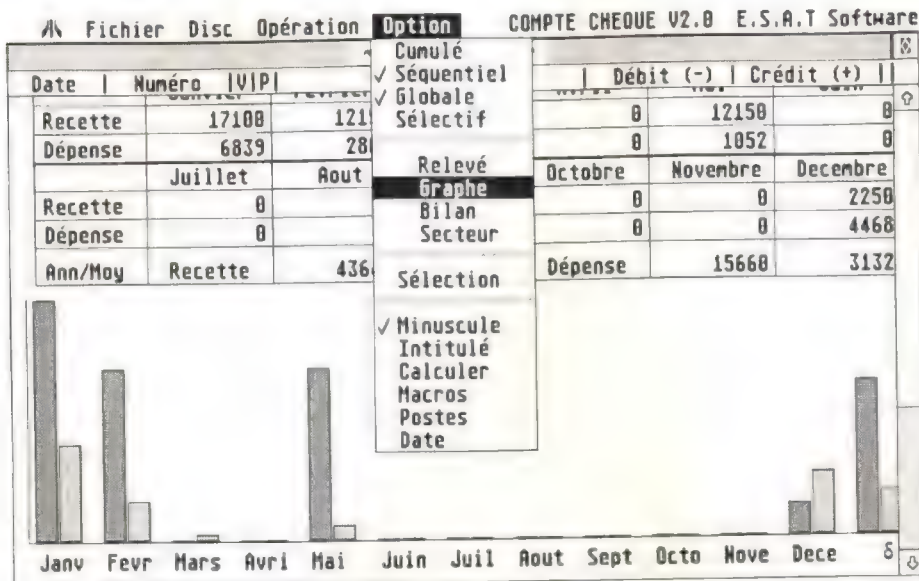 Fichier Disc Opération Option COMPTE CHEQUE V2.0 E.S.A.T Software
Date | Numéro |V|P| | Débit (-) | Crédit (+) ||
Recette 17100 0 12150 0
Dépense 6839 0 1052 0
Juillet Aout Octobre Novembre Decembre
Recette 0 0 0 2250
Dépense 0 0 0 4468
Ann/Moy Recette 436 Dépense 15660 3132
Cumulé
✓ Séquentiel
✓ Globale
Sélectif
Relevé
Graphe
Bilan
Secteur
Sélection
✓ Minuscule
Intitulé
Calculer
Macros
Postes
Date
Janv Fevr Mars Avri Mai Juin Juil Aout Sept Octo Nove Dece δ